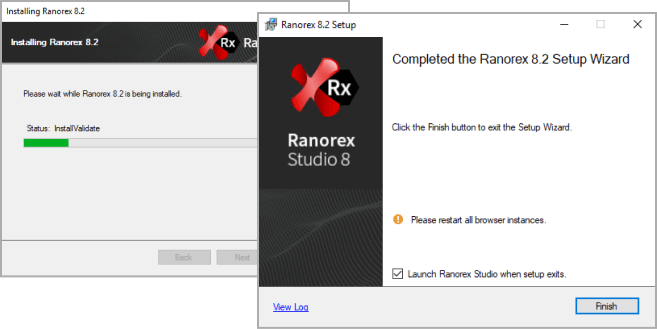 Installing Ranorex 8.2
Installing Ranorex 8.2
Rx Ra
Please wait while Ranorex 8.2 is being installed.
Status: InstallValidate
Back Next
Ranorex 8.2 Setup
Rx
Ranorex
Studio 8
Completed the Ranorex 8.2 Setup Wizard
Click the Finish button to exit the Setup Wizard.
Please restart all browser instances.
Launch Ranorex Studio when setup exits.
View Log
Finish